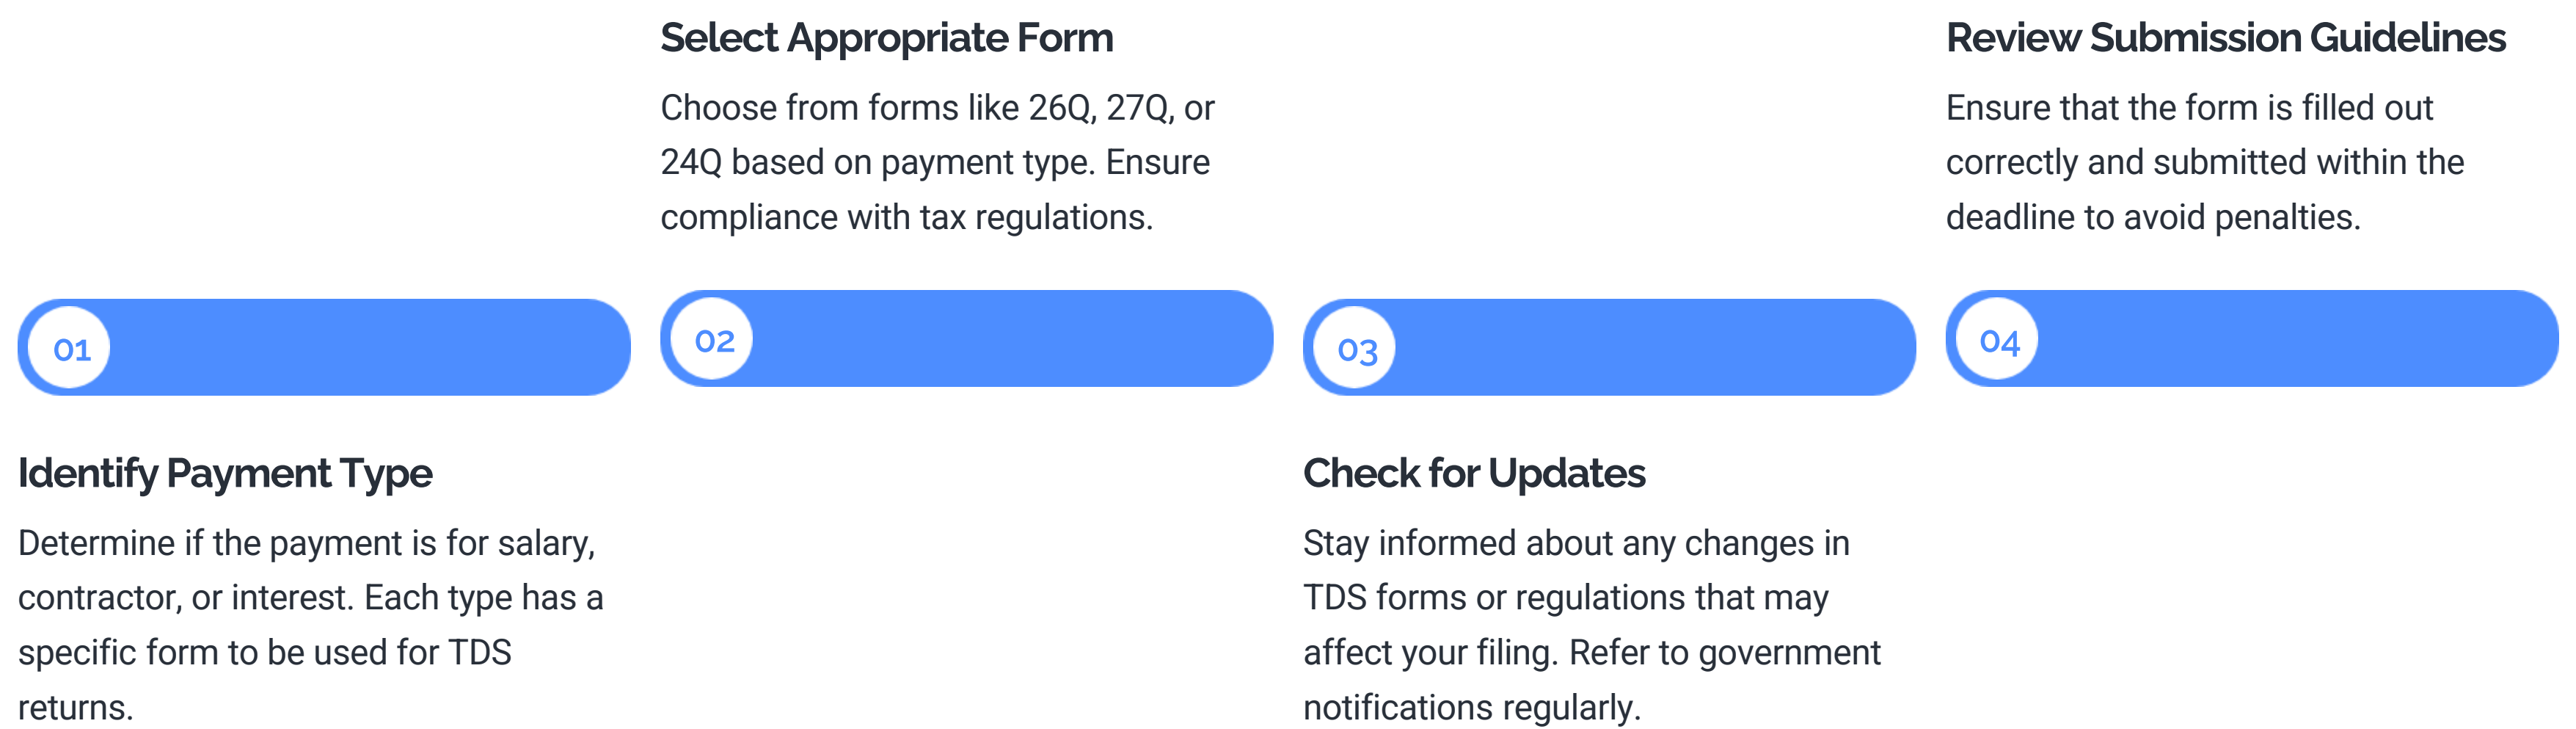 01
Identify Payment Type
Determine if the payment is for salary,
contractor, or interest. Each type has a
specific form to be used for TDS
returns.
Select Appropriate Form
Choose from forms like 26Q, 27Q, or
24Q based on payment type. Ensure
compliance with tax regulations.
02
03
Check for Updates
Stay informed about any changes in
TDS forms or regulations that may
affect your filing. Refer to government
notifications regularly.
Review Submission Guidelines
Ensure that the form is filled out
correctly and submitted within the
deadline to avoid penalties.
04